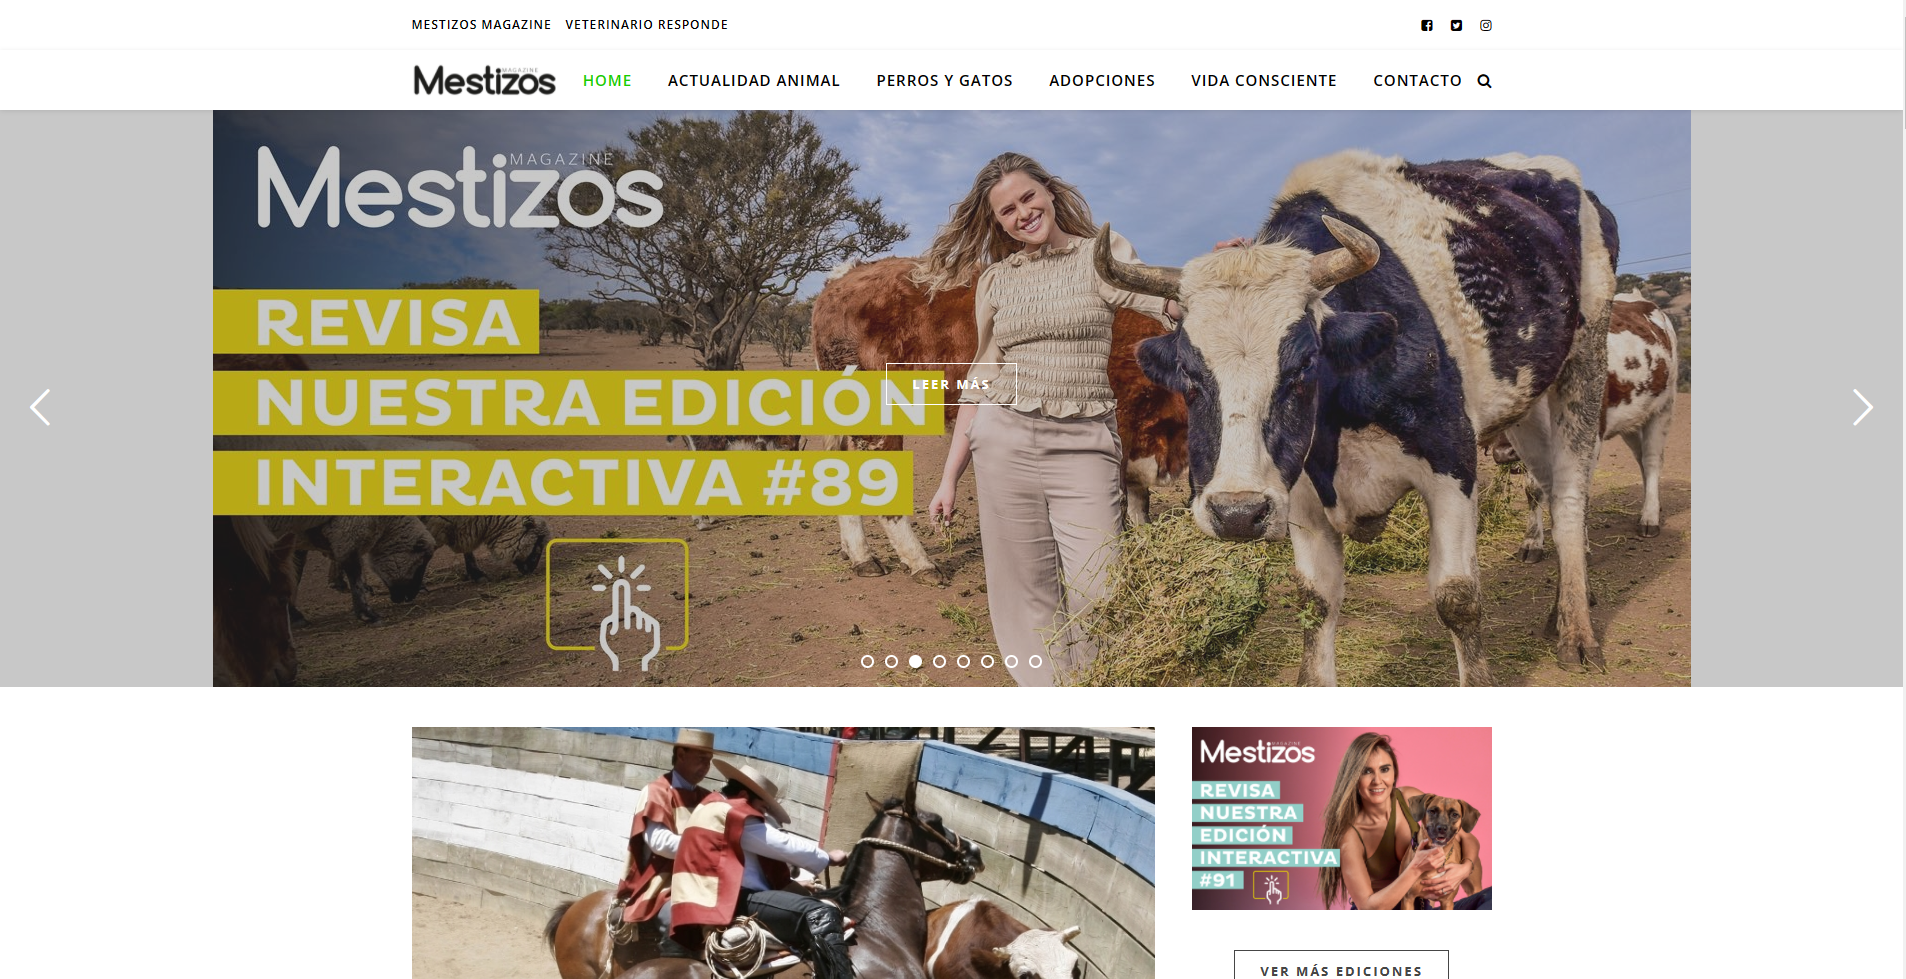 MESTIZOS MAGAZINE VETERINARIO RESPONDE
Mestizos MAGAZINE
HOME ACTUALIDAD ANIMAL PERROS Y GATOS ADOPCIONES VIDA CONSCIENTE CONTACTO
Mestizos MAGAZINE
REVISA
NUESTRA EDICIÓN
INTERACTIVA #89
LEER MÁS
Mestizos MAGAZINE
REVISA
NUESTRA
EDICIÓN
INTERACTIVA
#91
VER MÁS EDICIONES